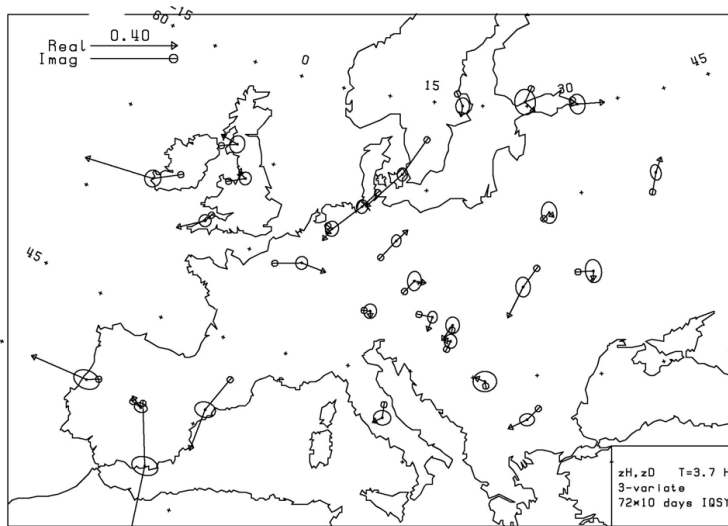 60 -15
0.40
Real
Imag
0
45
15
30
45
zH,zD T=3.7 H
3-variate
72*10 days IQSY